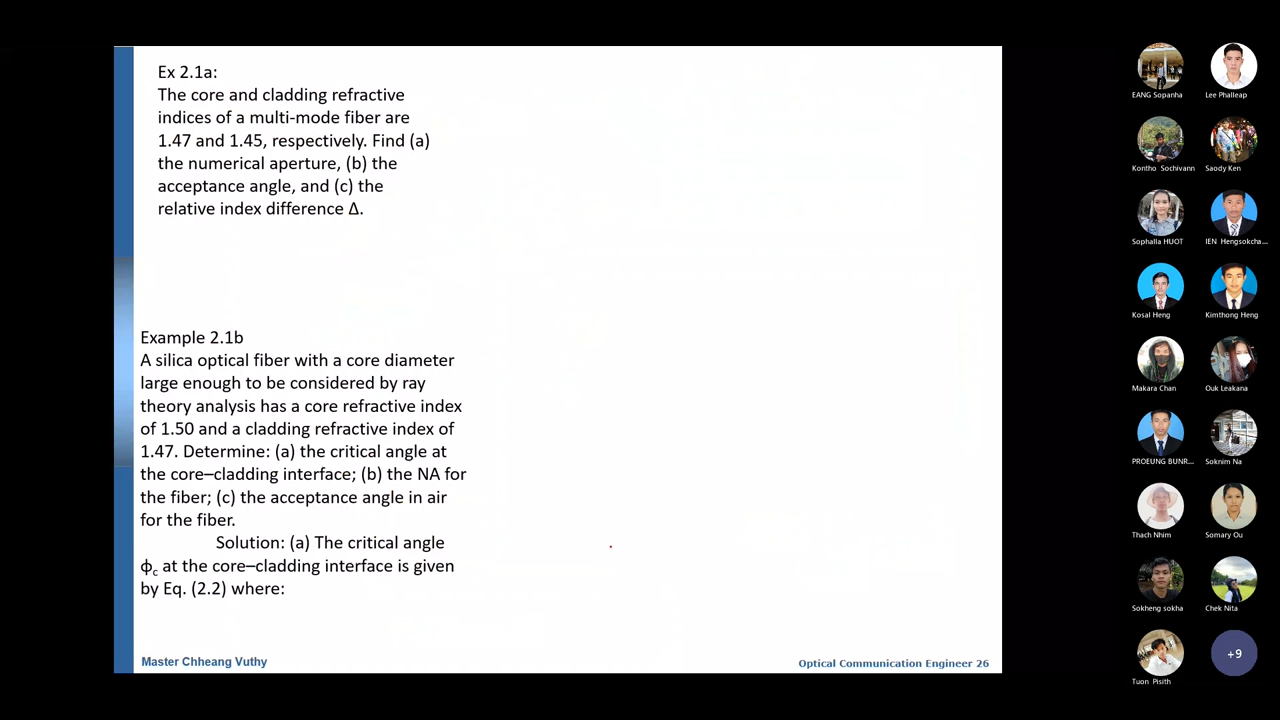 Ex 2.1a:
The core and cladding refractive
indices of a multi-mode fiber are
1.47 and 1.45, respectively. Find (a)
the numerical aperture, (b) the
acceptance angle, and (c) the
relative index difference Δ.
Example 2.1b
A silica optical fiber with a core diameter
large enough to be considered by ray
theory analysis has a core refractive index
of 1.50 and a cladding refractive index of
1.47. Determine: (a) the critical angle at
the core–cladding interface; (b) the NA for
the fiber; (c) the acceptance angle in air
for the fiber.
Solution: (a) The critical angle
ϕc at the core–cladding interface is given
by Eq. (2.2) where:
Master Chheang Vuthy
Optical Communication Engineer 26
EANG Sopanha
Lee Phalleap
Kontho Sochivann
Saody Ken
Sophalla HUOT
IEN Hengsokcha...
Kosal Heng
Kimthong Heng
Makara Chan
Ouk Leakana
PROEUNG BUNR...
Soknim Na
Thach Nhim
Somary Ou
Sokheng sokha
Chek Nita
Tuon Pisith
+9